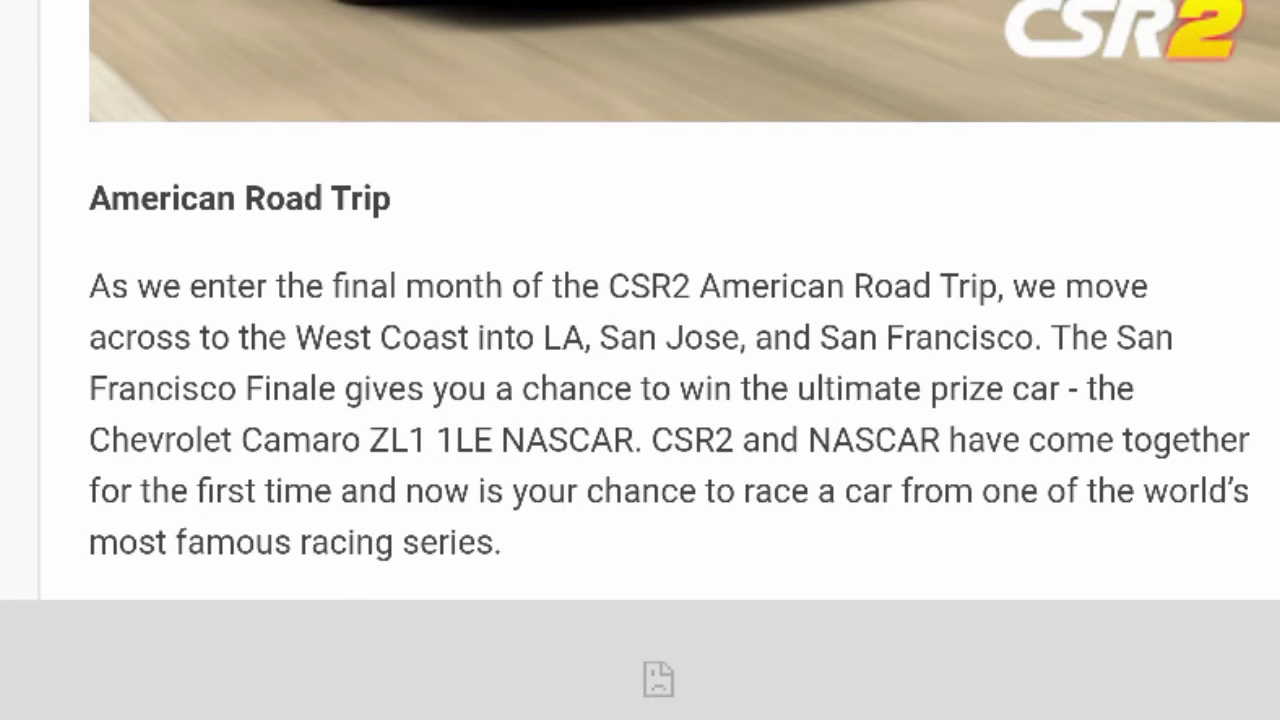 CSR2
American Road Trip
As we enter the final month of the CSR2 American Road Trip, we move
across to the West Coast into LA, San Jose, and San Francisco. The San
Francisco Finale gives you a chance to win the ultimate prize car - the
Chevrolet Camaro ZL1 1LE NASCAR. CSR2 and NASCAR have come together
for the first time and now is your chance to race a car from one of the world’s
most famous racing series.